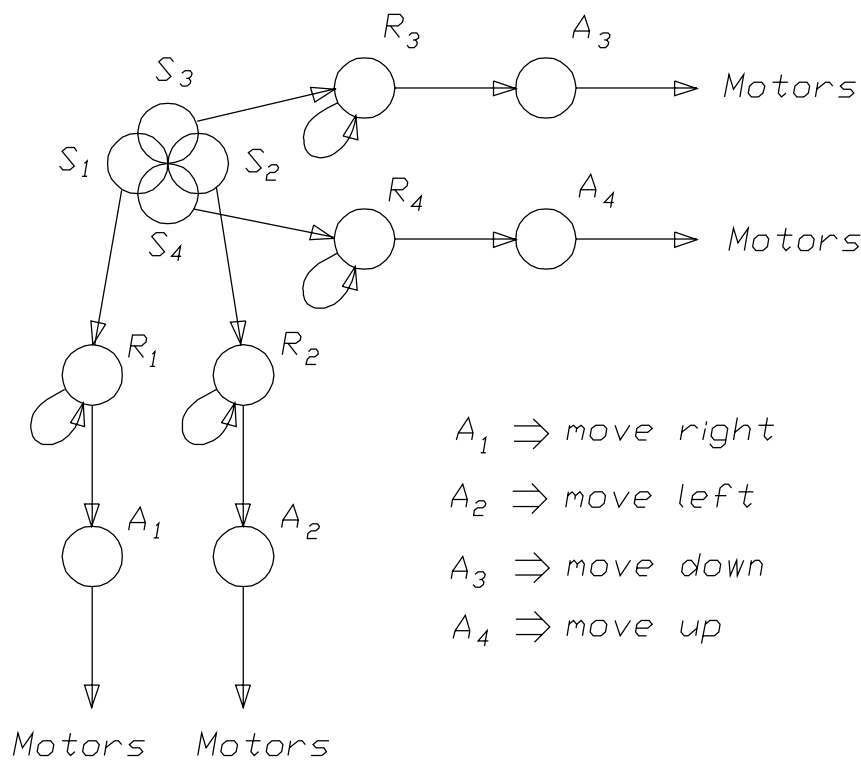 R3
A3
S3
Motors
S1
S2
R4
A4
S4
Motors
R1
R2
A1 ⇒ move right
A2 ⇒ move left
A1
A2
A3 ⇒ move down
A4 ⇒ move up
Motors
Motors